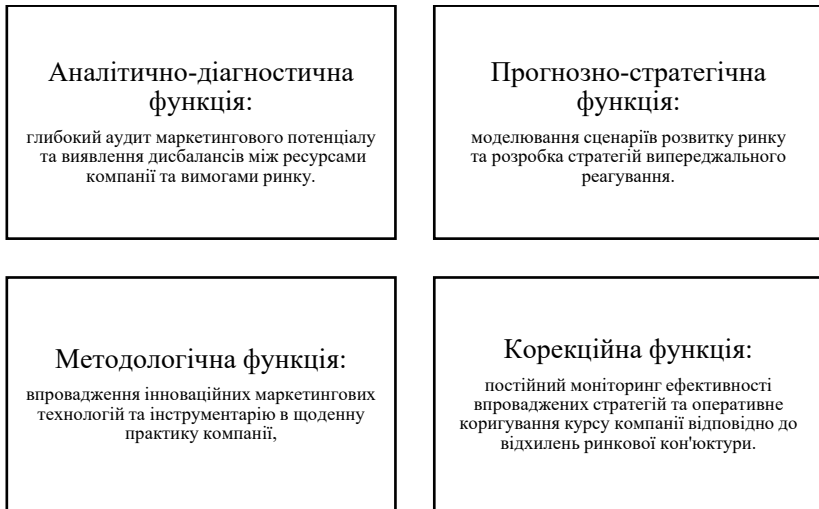 Аналітично-діагностична
функція:
глибокий аудит маркетингового потенціалу
та виявлення дисбалансів між ресурсами
компанії та вимогами ринку.
Прогнозно-стратегічна
функція:
моделювання сценаріїв розвитку ринку
та розробка стратегій випереджального
реагування.
Методологічна функція:
впровадження інноваційних маркетингових
технологій та інструментарію в щоденну
практику компанії,
Корекційна функція:
постійний моніторинг ефективності
впроваджених стратегій та оперативне
коригування курсу компанії відповідно до
відхилень ринкової кон'юктури.